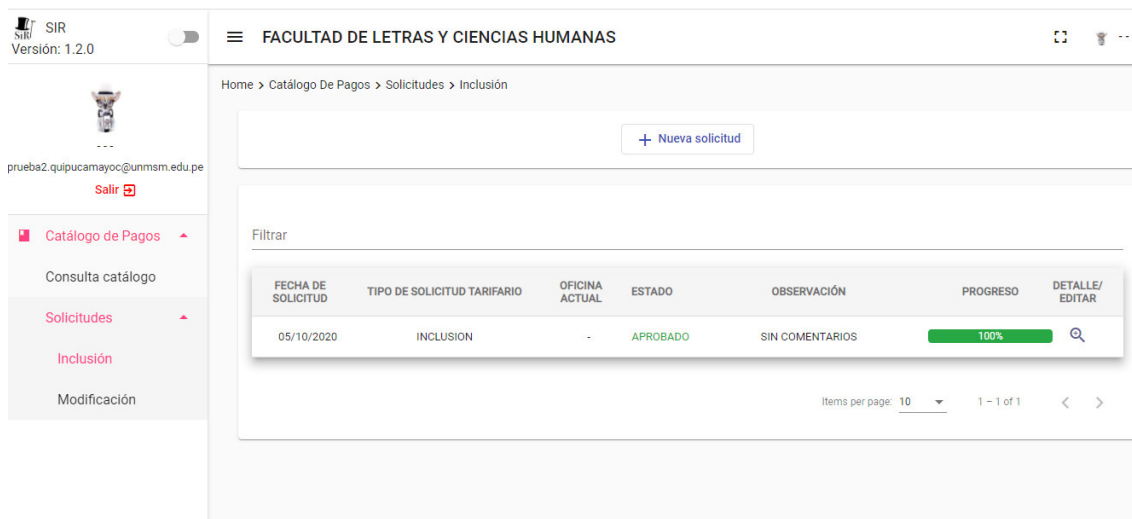 SIR
SiR
Versión: 1.2.0
FACULTAD DE LETRAS Y CIENCIAS HUMANAS
--
Home > Catálogo De Pagos > Solicitudes > Inclusión
---
prueba2.quipucamayoc@unmsm.edu.pe
Salir
Catálogo de Pagos
Consulta catálogo
Solicitudes
Inclusión
Modificación
+ Nueva solicitud
Filtrar
FECHA DE SOLICITUD TIPO DE SOLICITUD TARIFARIO OFICINA ACTUAL ESTADO OBSERVACIÓN PROGRESO DETALLE/ EDITAR
05/10/2020 INCLUSION - APROBADO SIN COMENTARIOS 100%
Items per page: 10 1 – 1 of 1